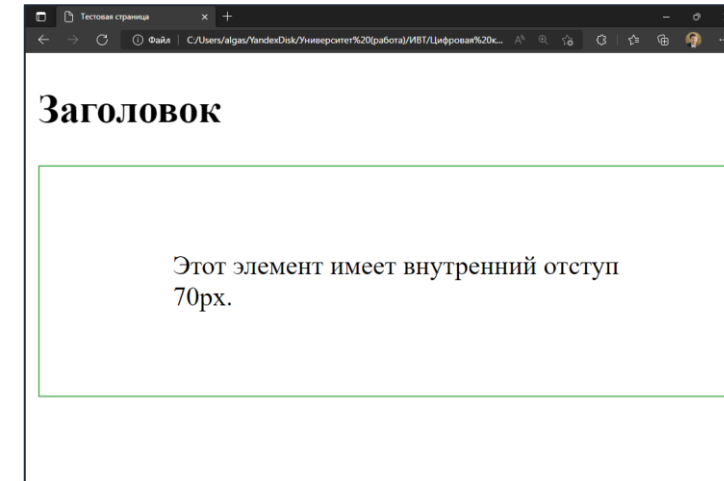 Тестовая страница
Файл C:/Users/algas/YandexDisk/Университет%20(работа)/ИВТ/Цифровая%20к...
Заголовок
Этот элемент имеет внутренний отступ
70px.